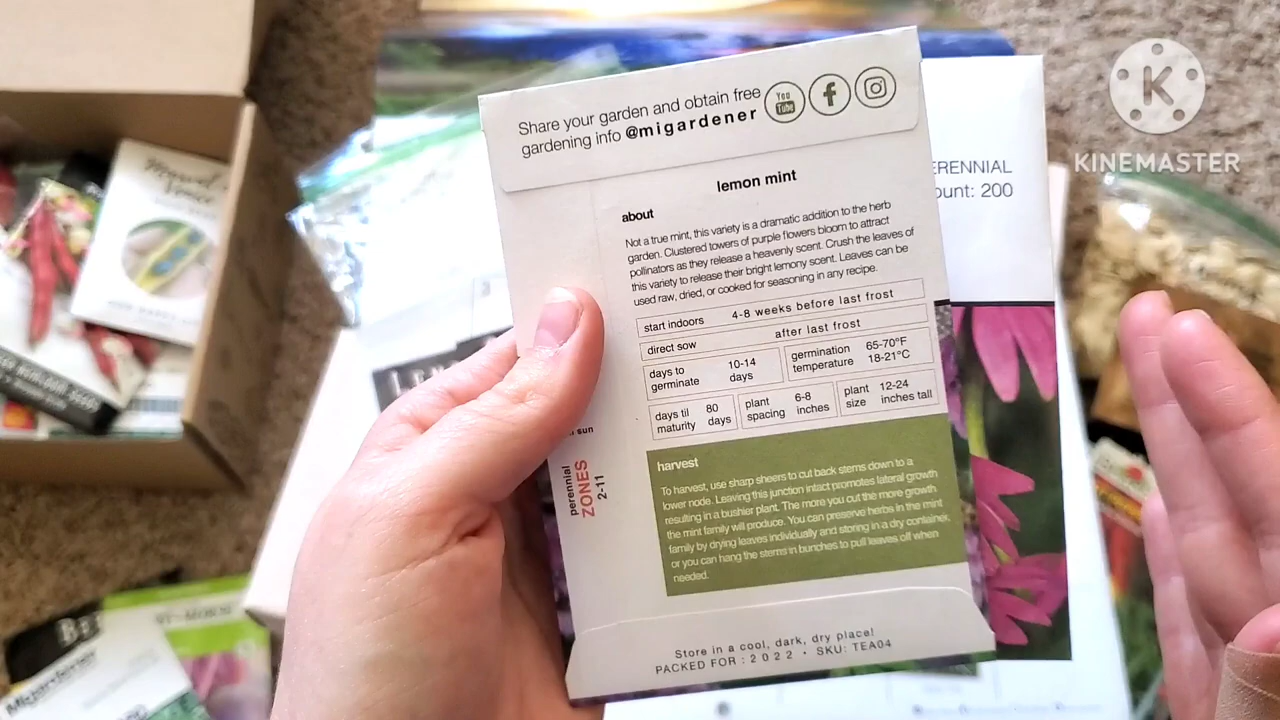 Share your garden and obtain free
gardening info @migardener
You
Tube
lemon mint
about
Not a true mint, this variety is a dramatic addition to the herb
garden. Clustered towers of purple flowers bloom to attract
pollinators as they release a heavenly scent. Crush the leaves of
this variety to release their bright lemony scent. Leaves can be
used raw, dried, or cooked for seasoning in any recipe.
start indoors 4-8 weeks before last frost
direct sow after last frost
days to germinate 10-14 days
germination temperature 65-70°F 18-21°C
days til maturity 80 days
plant spacing 6-8 inches
plant size 12-24 inches tall
sun
perennial
ZONES
2-11
harvest
To harvest, use sharp sheers to cut back stems down to a
lower node. Leaving this junction intact promotes lateral growth
resulting in a bushier plant. The more you cut the more growth
the mint family will produce. You can preserve herbs in the mint
family by drying leaves individually and storing in a dry container,
or you can hang the stems in bunches to pull leaves off when
needed.
Store in a cool, dark, dry place!
PACKED FOR : 2022 • SKU: TEA04
ERENNIAL
ount: 200
K
KINEMASTER
Migardener